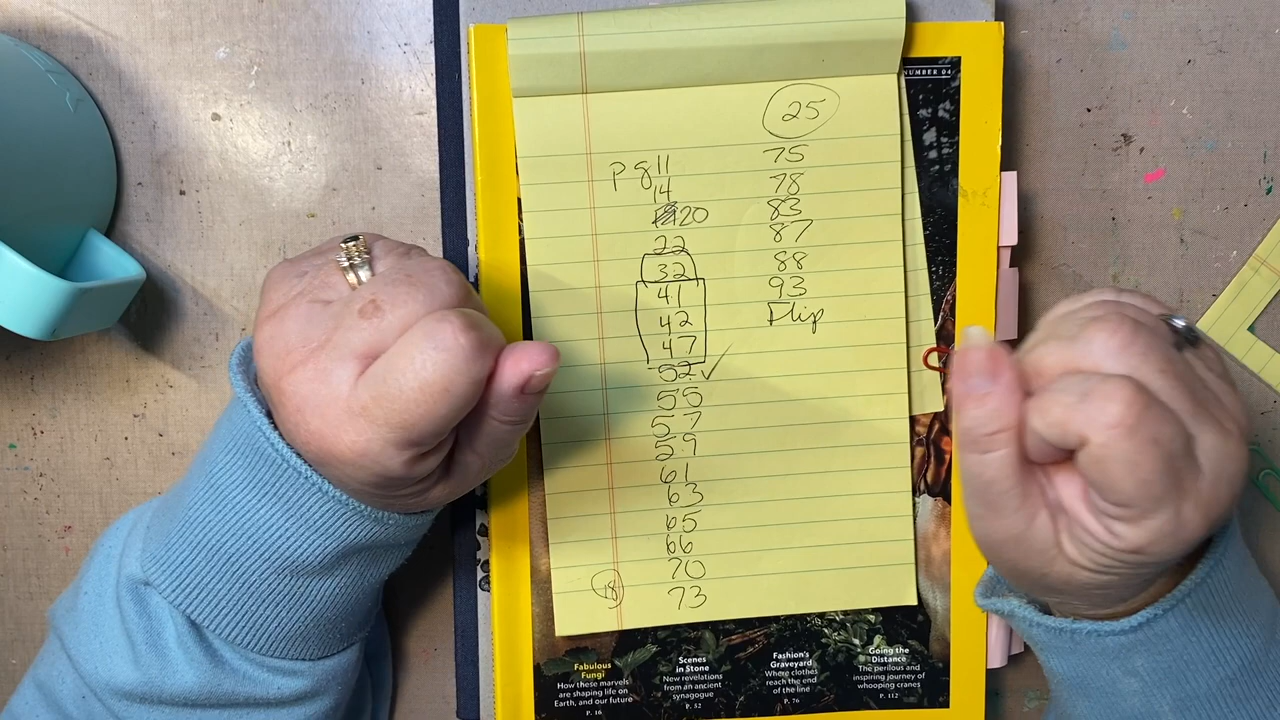 NUMBER 04
25
pg 11
14
20
22
32
41
42
47
52 ✓
55
57
59
61
63
65
66
70
18
73
75
78
83
87
88
93
Flip
Fabulous
Fungi
How these marvels
are shaping life on
Earth, and our future
P. 16
Scenes
in Stone
New revelations
from an ancient
synagogue
P. 52
Fashion's
Graveyard
Where clothes
reach the end
of the line
P. 76
Going the
Distance
The perilous and
inspiring journey of
whooping cranes
P. 112